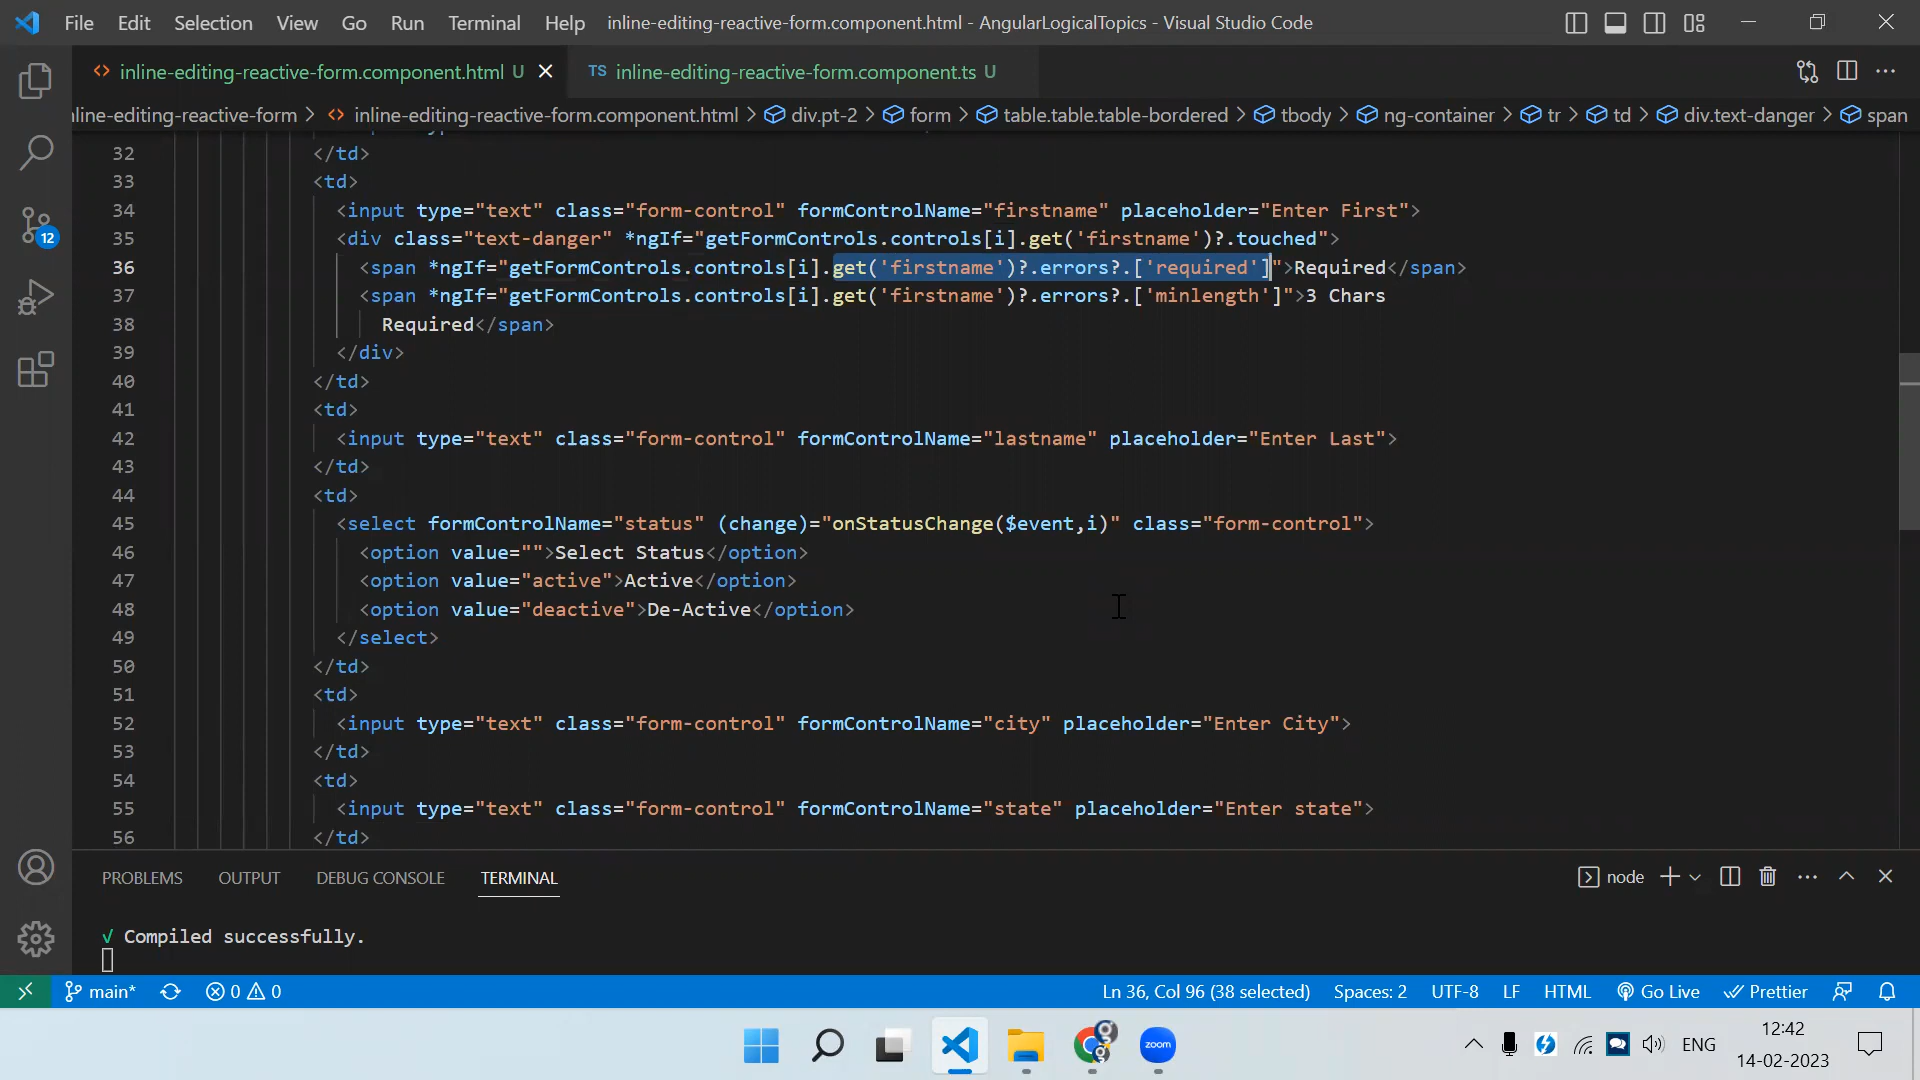 File Edit Selection View Go Run Terminal Help inline-editing-reactive-form.component.html - AngularLogicalTopics - Visual Studio Code
<> inline-editing-reactive-form.component.html U TS inline-editing-reactive-form.component.ts U
nline-editing-reactive-form > <> inline-editing-reactive-form.component.html > div.pt-2 > form > table.table.table-bordered > tbody > ng-container > tr > td > div.text-danger > span
32 </td>
33 <td>
34 <input type="text" class="form-control" formControlName="firstname" placeholder="Enter First">
35 <div class="text-danger" *ngIf="getFormControls.controls[i].get('firstname')?.touched">
36 <span *ngIf="getFormControls.controls[i].get('firstname')?.errors?.['required']">Required</span>
37 <span *ngIf="getFormControls.controls[i].get('firstname')?.errors?.['minlength']">3 Chars
38 Required</span>
39 </div>
40 </td>
41 <td>
42 <input type="text" class="form-control" formControlName="lastname" placeholder="Enter Last">
43 </td>
44 <td>
45 <select formControlName="status" (change)="onStatusChange($event,i)" class="form-control">
46 <option value="">Select Status</option>
47 <option value="active">Active</option>
48 <option value="deactive">De-Active</option>
49 </select>
50 </td>
51 <td>
52 <input type="text" class="form-control" formControlName="city" placeholder="Enter City">
53 </td>
54 <td>
55 <input type="text" class="form-control" formControlName="state" placeholder="Enter state">
56 </td>
12
PROBLEMS OUTPUT DEBUG CONSOLE TERMINAL node
√ Compiled successfully.
main* 0 0 Ln 36, Col 96 (38 selected) Spaces: 2 UTF-8 LF HTML Go Live Prettier
zoom ENG 12:42
14-02-2023